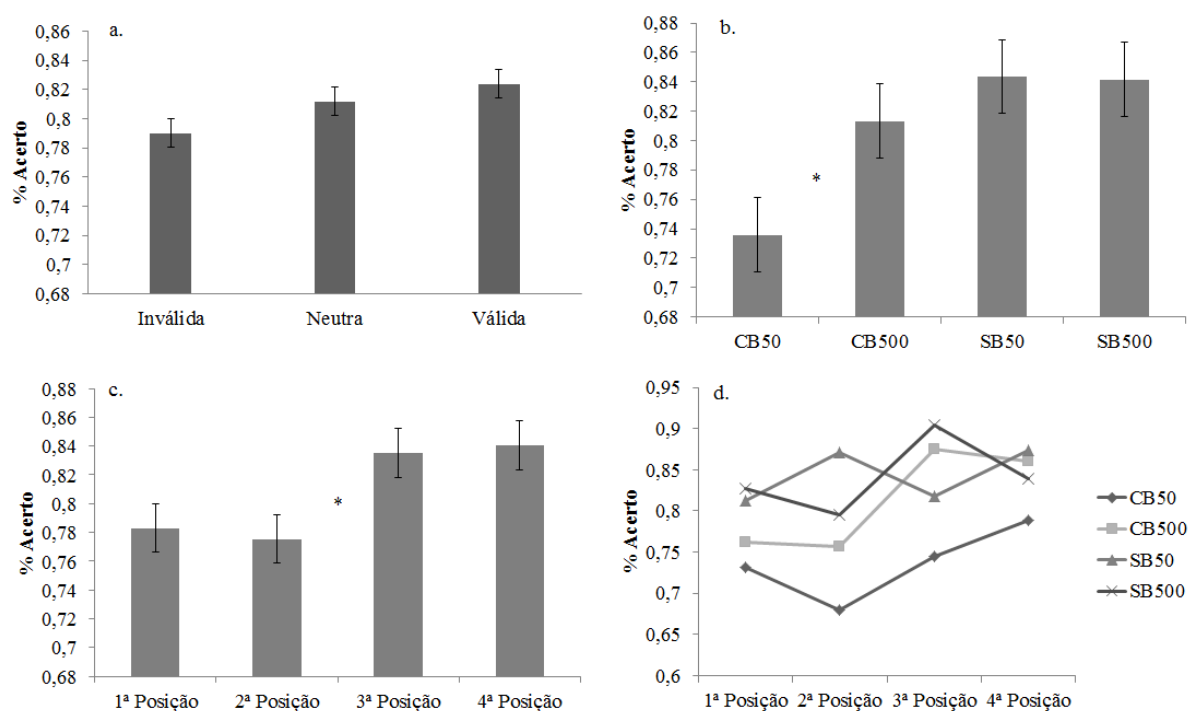 a.
% Acerto
0,86
0,84
0,82
0,8
0,78
0,76
0,74
0,72
0,7
0,68
Inválida Neutra Válida
b.
% Acerto
0,88
0,86
0,84
0,82
0,8
0,78
0,76
0,74
0,72
0,7
0,68
*
CB50 CB500 SB50 SB500
c.
% Acerto
0,88
0,86
0,84
0,82
0,8
0,78
0,76
0,74
0,72
0,7
0,68
*
1ª Posição 2ª Posição 3ª Posição 4ª Posição
d.
% Acerto
0,95
0,9
0,85
0,8
0,75
0,7
0,65
0,6
1ª Posição 2ª Posição 3ª Posição 4ª Posição
CB50
CB500
SB50
SB500